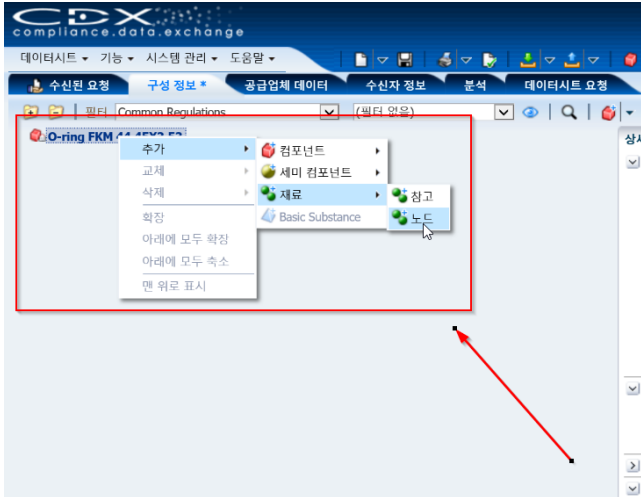 CDX
compliance.data.exchange
데이터시트 기능 시스템 관리 도움말
수신된 요청 구성 정보 * 공급업체 데이터 수신자 정보 분석 데이터시트 요청
필터 Common Regulations (필터 없음)
O-ring FKM
상세
추가
컴포넌트
교체
세미 컴포넌트
삭제
재료
참고
확장
Basic Substance
노드
아래에 모두 확장
아래에 모두 축소
맨 위로 표시